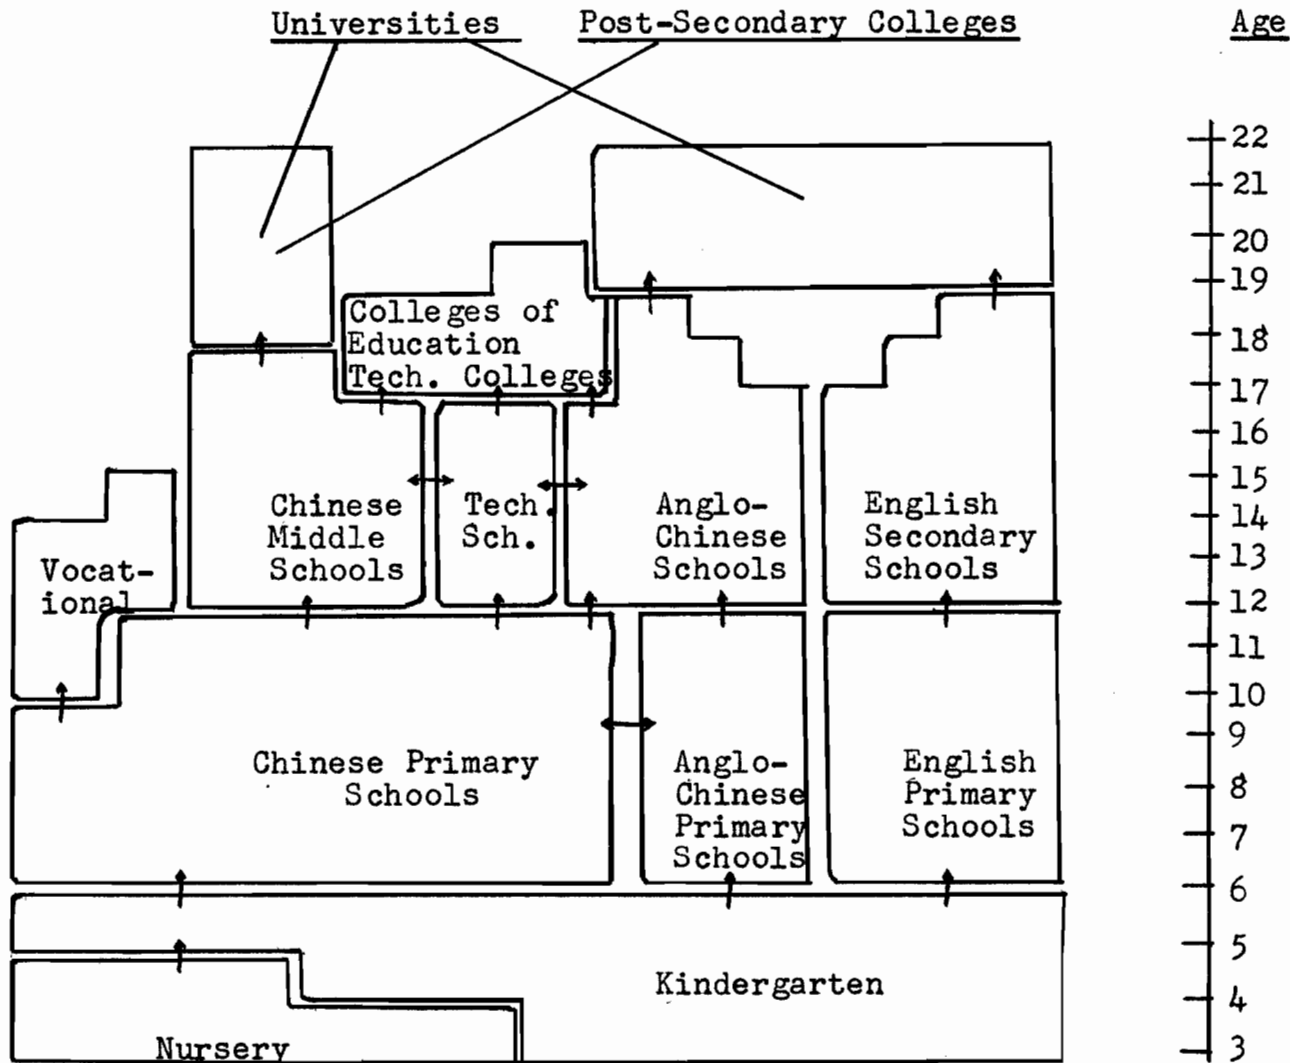 Universities
Post-Secondary Colleges
Age
22
21
20
19
18
17
16
15
14
13
12
11
10
9
8
7
6
5
4
3
Colleges of
Education
Tech. Colleges
Chinese
Middle
Schools
Tech.
Sch.
Anglo-
Chinese
Schools
English
Secondary
Schools
Vocat-
ional
Chinese Primary
Schools
Anglo-
Chinese
Primary
Schools
English
Primary
Schools
Kindergarten
Nursery